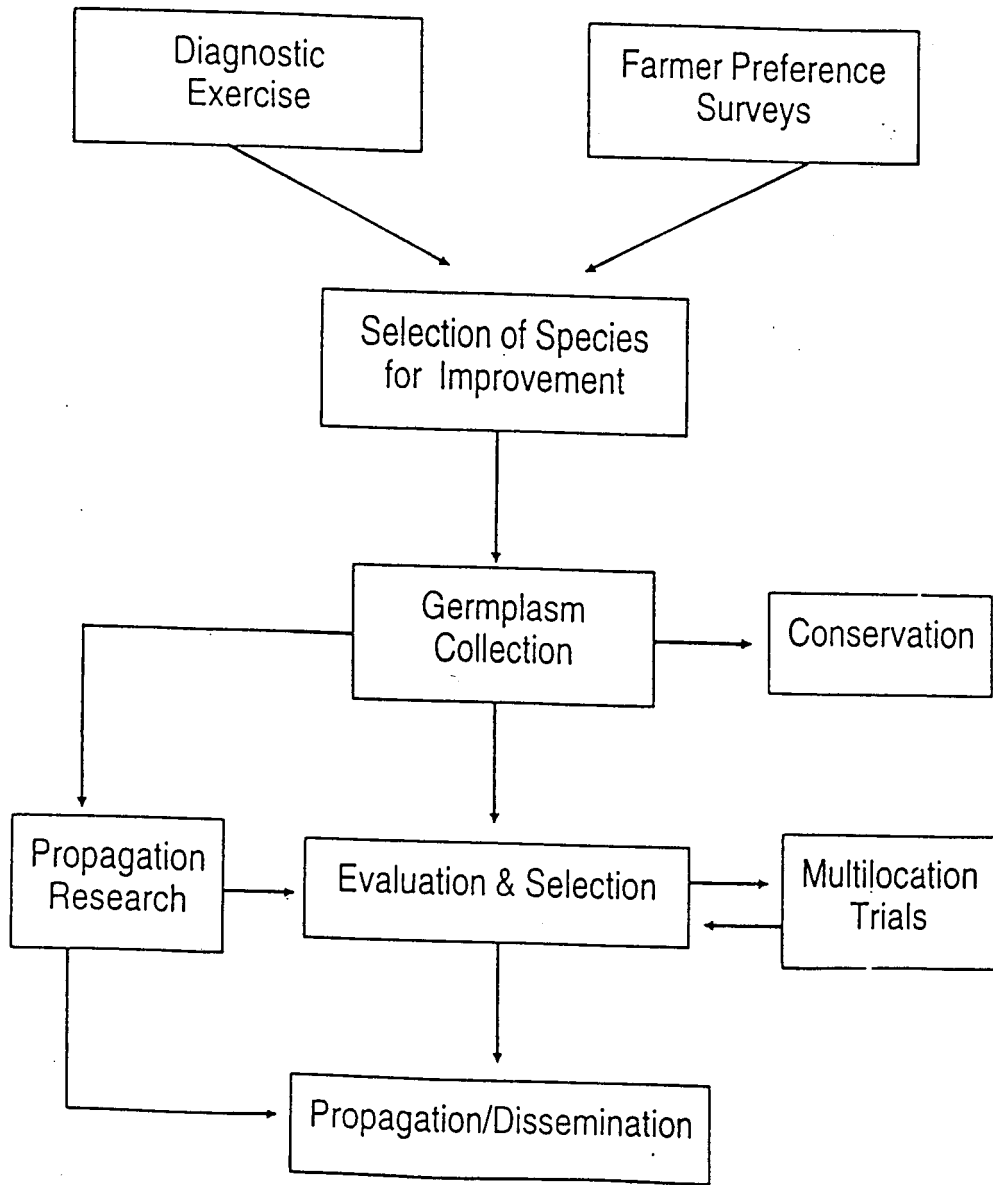 Diagnostic
Exercise
Farmer Preference
Surveys
Selection of Species
for Improvement
Germplasm
Collection
Conservation
Propagation
Research
Evaluation & Selection
Multilocation
Trials
Propagation/Dissemination